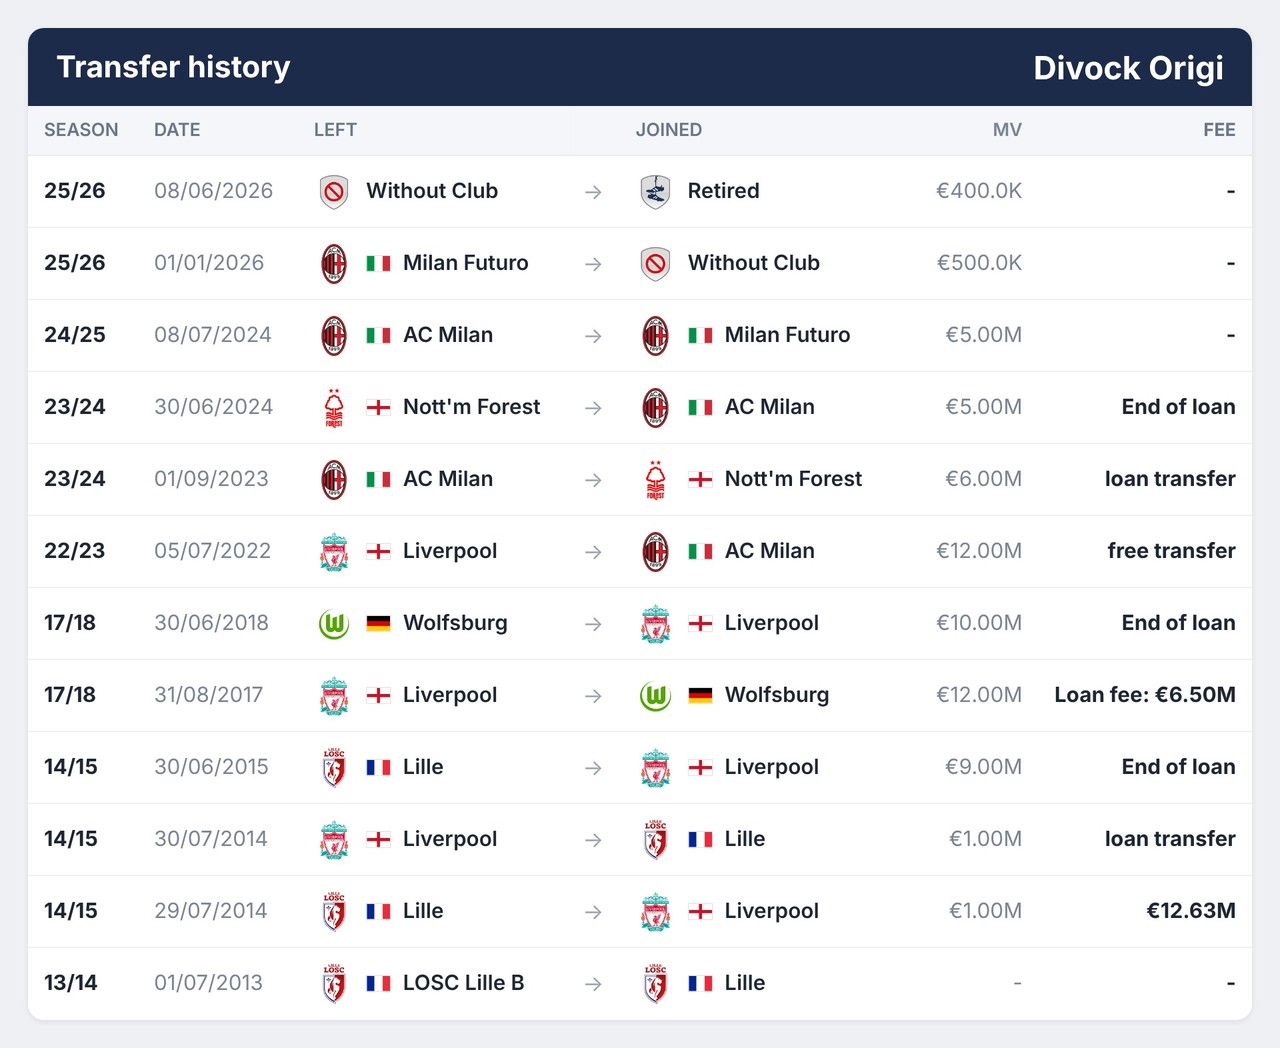 Transfer history Divock Origi
SEASON DATE LEFT JOINED MV FEE
25/26 08/06/2026 Without Club → Retired €400.0K -
25/26 01/01/2026 Milan Futuro → Without Club €500.0K -
24/25 08/07/2024 AC Milan → Milan Futuro €5.00M -
23/24 30/06/2024 Nott'm Forest → AC Milan €5.00M End of loan
23/24 01/09/2023 AC Milan → Nott'm Forest €6.00M loan transfer
22/23 05/07/2022 Liverpool → AC Milan €12.00M free transfer
17/18 30/06/2018 Wolfsburg → Liverpool €10.00M End of loan
17/18 31/08/2017 Liverpool → Wolfsburg €12.00M Loan fee: €6.50M
14/15 30/06/2015 Lille → Liverpool €9.00M End of loan
14/15 30/07/2014 Liverpool → Lille €1.00M loan transfer
14/15 29/07/2014 Lille → Liverpool €1.00M €12.63M
13/14 01/07/2013 LOSC Lille B → Lille - -